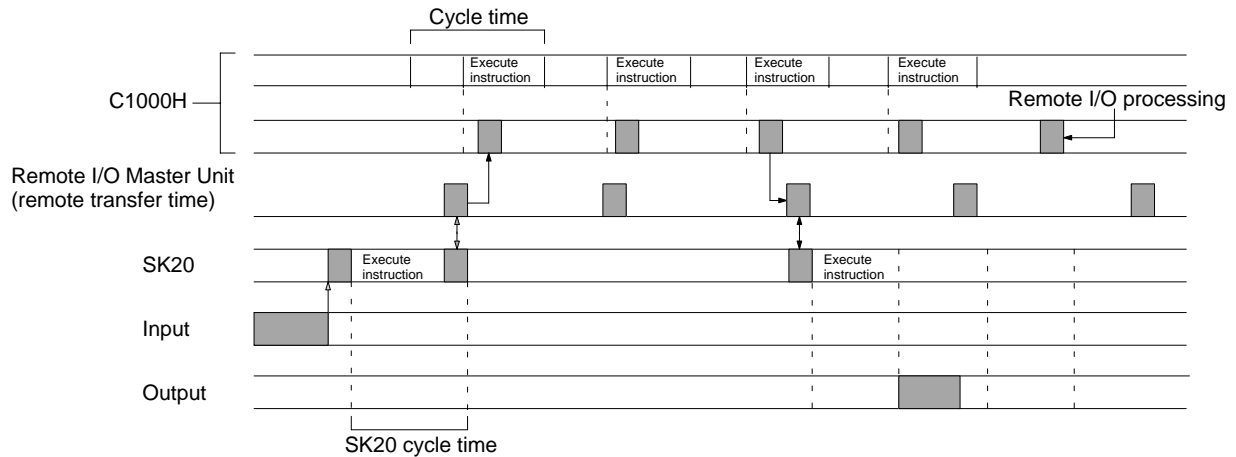 Cycle time
Execute
instruction
Execute
instruction
Execute
instruction
Execute
instruction
C1000H
Remote I/O processing
Remote I/O Master Unit
(remote transfer time)
SK20
Execute
instruction
Execute
instruction
Input
Output
SK20 cycle time